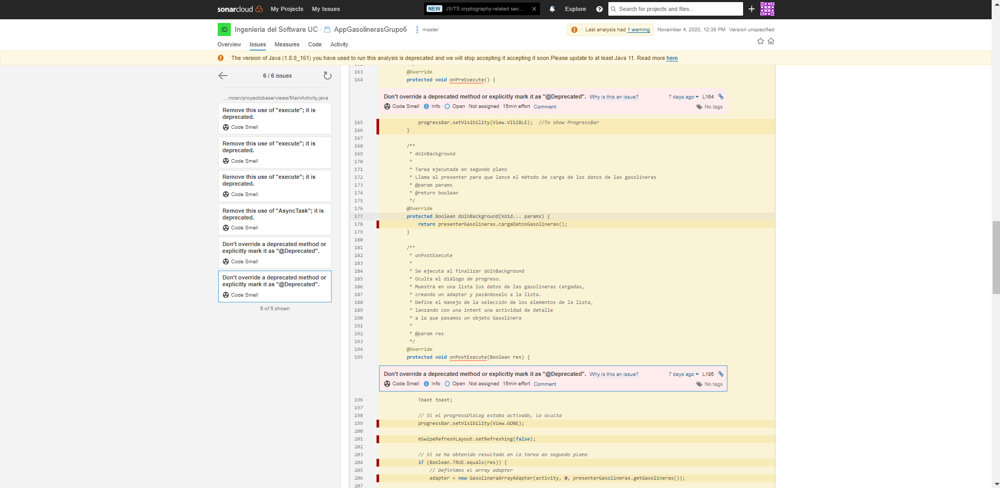 sonarcloud My Projects My Issues NEW JS/TS cryptography-related sec... × Explore Search for projects and files...
ID Ingenieria del Software UC / AppGasolinerasGrupo6 master Last analysis had 1 warning November 4, 2020, 12:38 PM Version unspecified
Overview Issues Measures Code Activity
The version of Java (1.8.0_161) you have used to run this analysis is deprecated and we will stop accepting it accepting it soon.Please update to at least Java 11. Read more here
6 / 6 issues
...nican/proyectobase/views/MainActivity.java
Remove this use of "execute"; it is
deprecated.
Code Smell
Remove this use of "execute"; it is
deprecated.
Code Smell
Remove this use of "execute"; it is
deprecated.
Code Smell
Remove this use of "AsyncTask"; it is
deprecated.
Code Smell
Don't override a deprecated method or
explicitly mark it as "@Deprecated".
Code Smell
Don't override a deprecated method or
explicitly mark it as "@Deprecated".
Code Smell
6 of 6 shown
163 @Override
164 protected void onPreExecute() {
Don't override a deprecated method or explicitly mark it as "@Deprecated". Why is this an issue? 7 days ago L164
Code Smell Info Open Not assigned 15min effort Comment No tags
165 progressBar.setVisibility(View.VISIBLE); //To show ProgressBar
166 }
167
168 /**
169 * doInBackground
170 *
171 * Tarea ejecutada en segundo plano
172 * Llama al presenter para que lance el método de carga de los datos de las gasolineras
173 * @param params
174 * @return boolean
175 */
176 @Override
177 protected Boolean doInBackground(Void... params) {
178 return presenterGasolineras.cargaDatosGasolineras();
179 }
180
181 /**
182 * onPostExecute
183 *
184 * Se ejecuta al finalizar doInBackground
185 * Oculta el diálogo de progreso.
186 * Muestra en una lista los datos de las gasolineras cargadas,
187 * creando un adapter y pasándoselo a la lista.
188 * Define el manejo de la selección de los elementos de la lista,
189 * lanzando con una intent una actividad de detalle
190 * a la que pasamos un objeto Gasolinera
191 *
192 * @param res
193 */
194 @Override
195 protected void onPostExecute(Boolean res) {
Don't override a deprecated method or explicitly mark it as "@Deprecated". Why is this an issue? 7 days ago L195
Code Smell Info Open Not assigned 15min effort Comment No tags
196 Toast toast;
197
198 // Si el progressDialog estaba activado, lo oculta
199 progressBar.setVisibility(View.GONE);
200
201 mSwipeRefreshLayout.setRefreshing(false);
202
203 // Si se ha obtenido resultado en la tarea en segundo plano
204 if (Boolean.TRUE.equals(res)) {
205 // Definimos el array adapter
206 adapter = new GasolineraArrayAdapter(activity, 0, presenterGasolineras.getGasolineras());
207